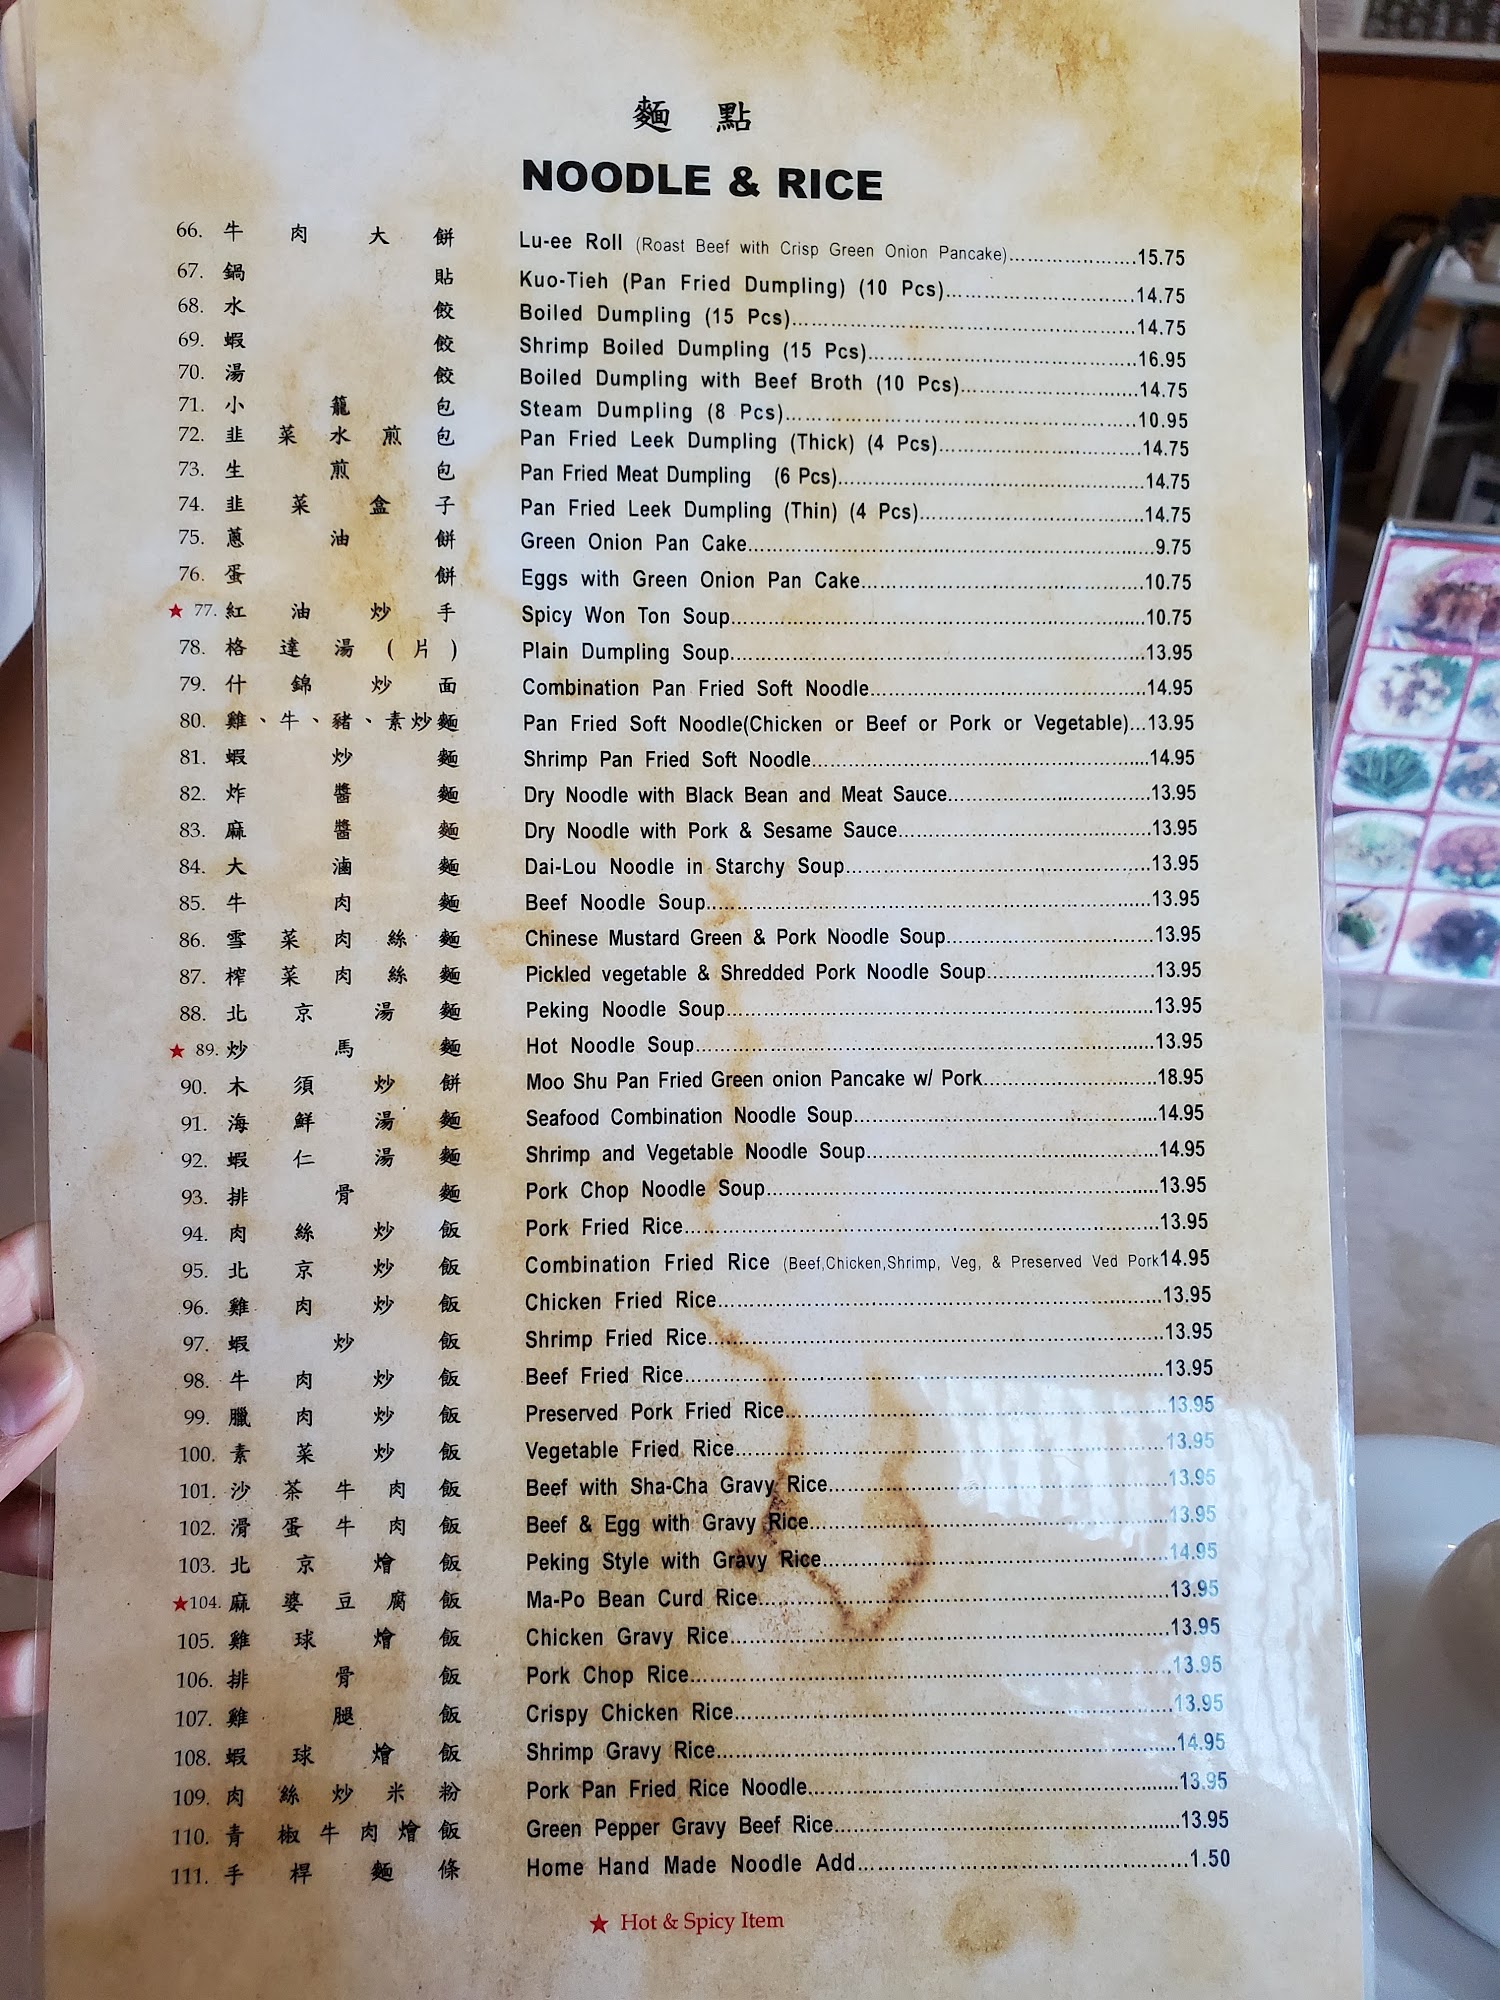 麵 點
NOODLE & RICE
66. 牛肉大餅 Lu-ee Roll (Roast Beef with Crisp Green Onion Pancake)....................15.75
67. 鍋貼 Kuo-Tieh (Pan Fried Dumpling) (10 Pcs)....................14.75
68. 水餃 Boiled Dumpling (15 Pcs)....................14.75
69. 蝦餃 Shrimp Boiled Dumpling (15 Pcs)....................16.95
70. 湯餃 Boiled Dumpling with Beef Broth (10 Pcs)....................14.75
71. 小籠包 Steam Dumpling (8 Pcs)....................10.95
72. 韭菜水煎包 Pan Fried Leek Dumpling (Thick) (4 Pcs)....................14.75
73. 生煎包 Pan Fried Meat Dumpling (6 Pcs)....................14.75
74. 韭菜盒子 Pan Fried Leek Dumpling (Thin) (4 Pcs)....................14.75
75. 蔥油餅 Green Onion Pan Cake....................9.75
76. 蛋餅 Eggs with Green Onion Pan Cake....................10.75
★ 77. 紅油炒手 Spicy Won Ton Soup....................10.75
78. 格達湯(片) Plain Dumpling Soup....................13.95
79. 什錦炒面 Combination Pan Fried Soft Noodle....................14.95
80. 雞、牛、豬、素炒麵 Pan Fried Soft Noodle(Chicken or Beef or Pork or Vegetable)...13.95
81. 蝦炒麵 Shrimp Pan Fried Soft Noodle....................14.95
82. 炸醬麵 Dry Noodle with Black Bean and Meat Sauce....................13.95
83. 麻醬麵 Dry Noodle with Pork & Sesame Sauce....................13.95
84. 大滷麵 Dai-Lou Noodle in Starchy Soup....................13.95
85. 牛肉麵 Beef Noodle Soup....................13.95
86. 雪菜肉絲麵 Chinese Mustard Green & Pork Noodle Soup....................13.95
87. 榨菜肉絲麵 Pickled vegetable & Shredded Pork Noodle Soup....................13.95
88. 北京湯麵 Peking Noodle Soup....................13.95
★ 89. 炒馬麵 Hot Noodle Soup....................13.95
90. 木須炒餅 Moo Shu Pan Fried Green onion Pancake w/ Pork....................18.95
91. 海鮮湯麵 Seafood Combination Noodle Soup....................14.95
92. 蝦仁湯麵 Shrimp and Vegetable Noodle Soup....................14.95
93. 排骨麵 Pork Chop Noodle Soup....................13.95
94. 肉絲炒飯 Pork Fried Rice....................13.95
95. 北京炒飯 Combination Fried Rice (Beef,Chicken,Shrimp, Veg, & Preserved Ved Pork14.95
96. 雞肉炒飯 Chicken Fried Rice....................13.95
97. 蝦炒飯 Shrimp Fried Rice....................13.95
98. 牛肉炒飯 Beef Fried Rice....................13.95
99. 臘肉炒飯 Preserved Pork Fried Rice....................13.95
100. 素菜炒飯 Vegetable Fried Rice....................13.95
101. 沙茶牛肉飯 Beef with Sha-Cha Gravy Rice....................13.95
102. 滑蛋牛肉飯 Beef & Egg with Gravy Rice....................13.95
103. 北京燴飯 Peking Style with Gravy Rice....................14.95
★104. 麻婆豆腐飯 Ma-Po Bean Curd Rice....................13.95
105. 雞球燴飯 Chicken Gravy Rice....................13.95
106. 排骨飯 Pork Chop Rice....................13.95
107. 雞腿飯 Crispy Chicken Rice....................13.95
108. 蝦球燴飯 Shrimp Gravy Rice....................14.95
109. 肉絲炒米粉 Pork Pan Fried Rice Noodle....................13.95
110. 青椒牛肉燴飯 Green Pepper Gravy Beef Rice....................13.95
111. 手桿麵條 Home Hand Made Noodle Add....................1.50
★ Hot & Spicy Item